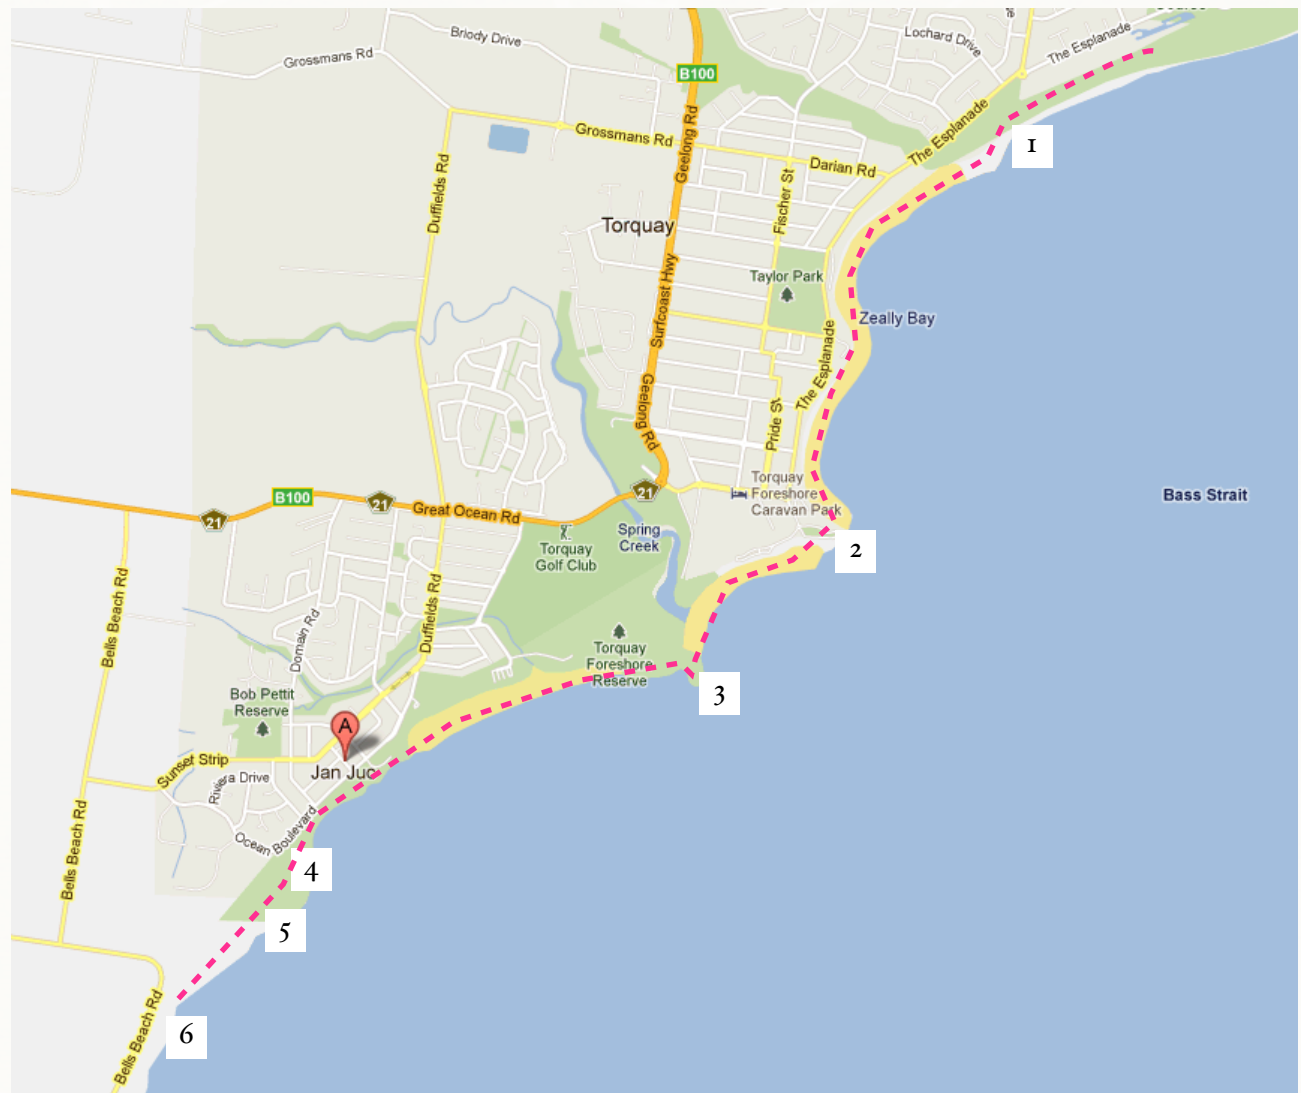 Briody Drive
Lochard Drive
The Esplanade
Grossmans Rd
B100
The Esplanade
1
Grossmans Rd
Geelong Rd
Darian Rd
Duffields Rd
Fischer St
Torquay
Taylor Park
Surfcoast Hwy
Zeally Bay
The Esplanade
Geelong Rd
Pride St
Torquay
Foreshore
Caravan Park
Bass Strait
B100
21
21
21
Great Ocean Rd
Spring
Creek
2
Torquay
Golf Club
Bells Beach Rd
Duffields Rd
Domain Rd
Torquay
Foreshore
Reserve
3
Bob Pettit
Reserve
A
Sunset Strip
Jan Juc
Riviera Drive
Bells Beach Rd
Ocean Boulevard
4
5
Bells Beach Rd
6